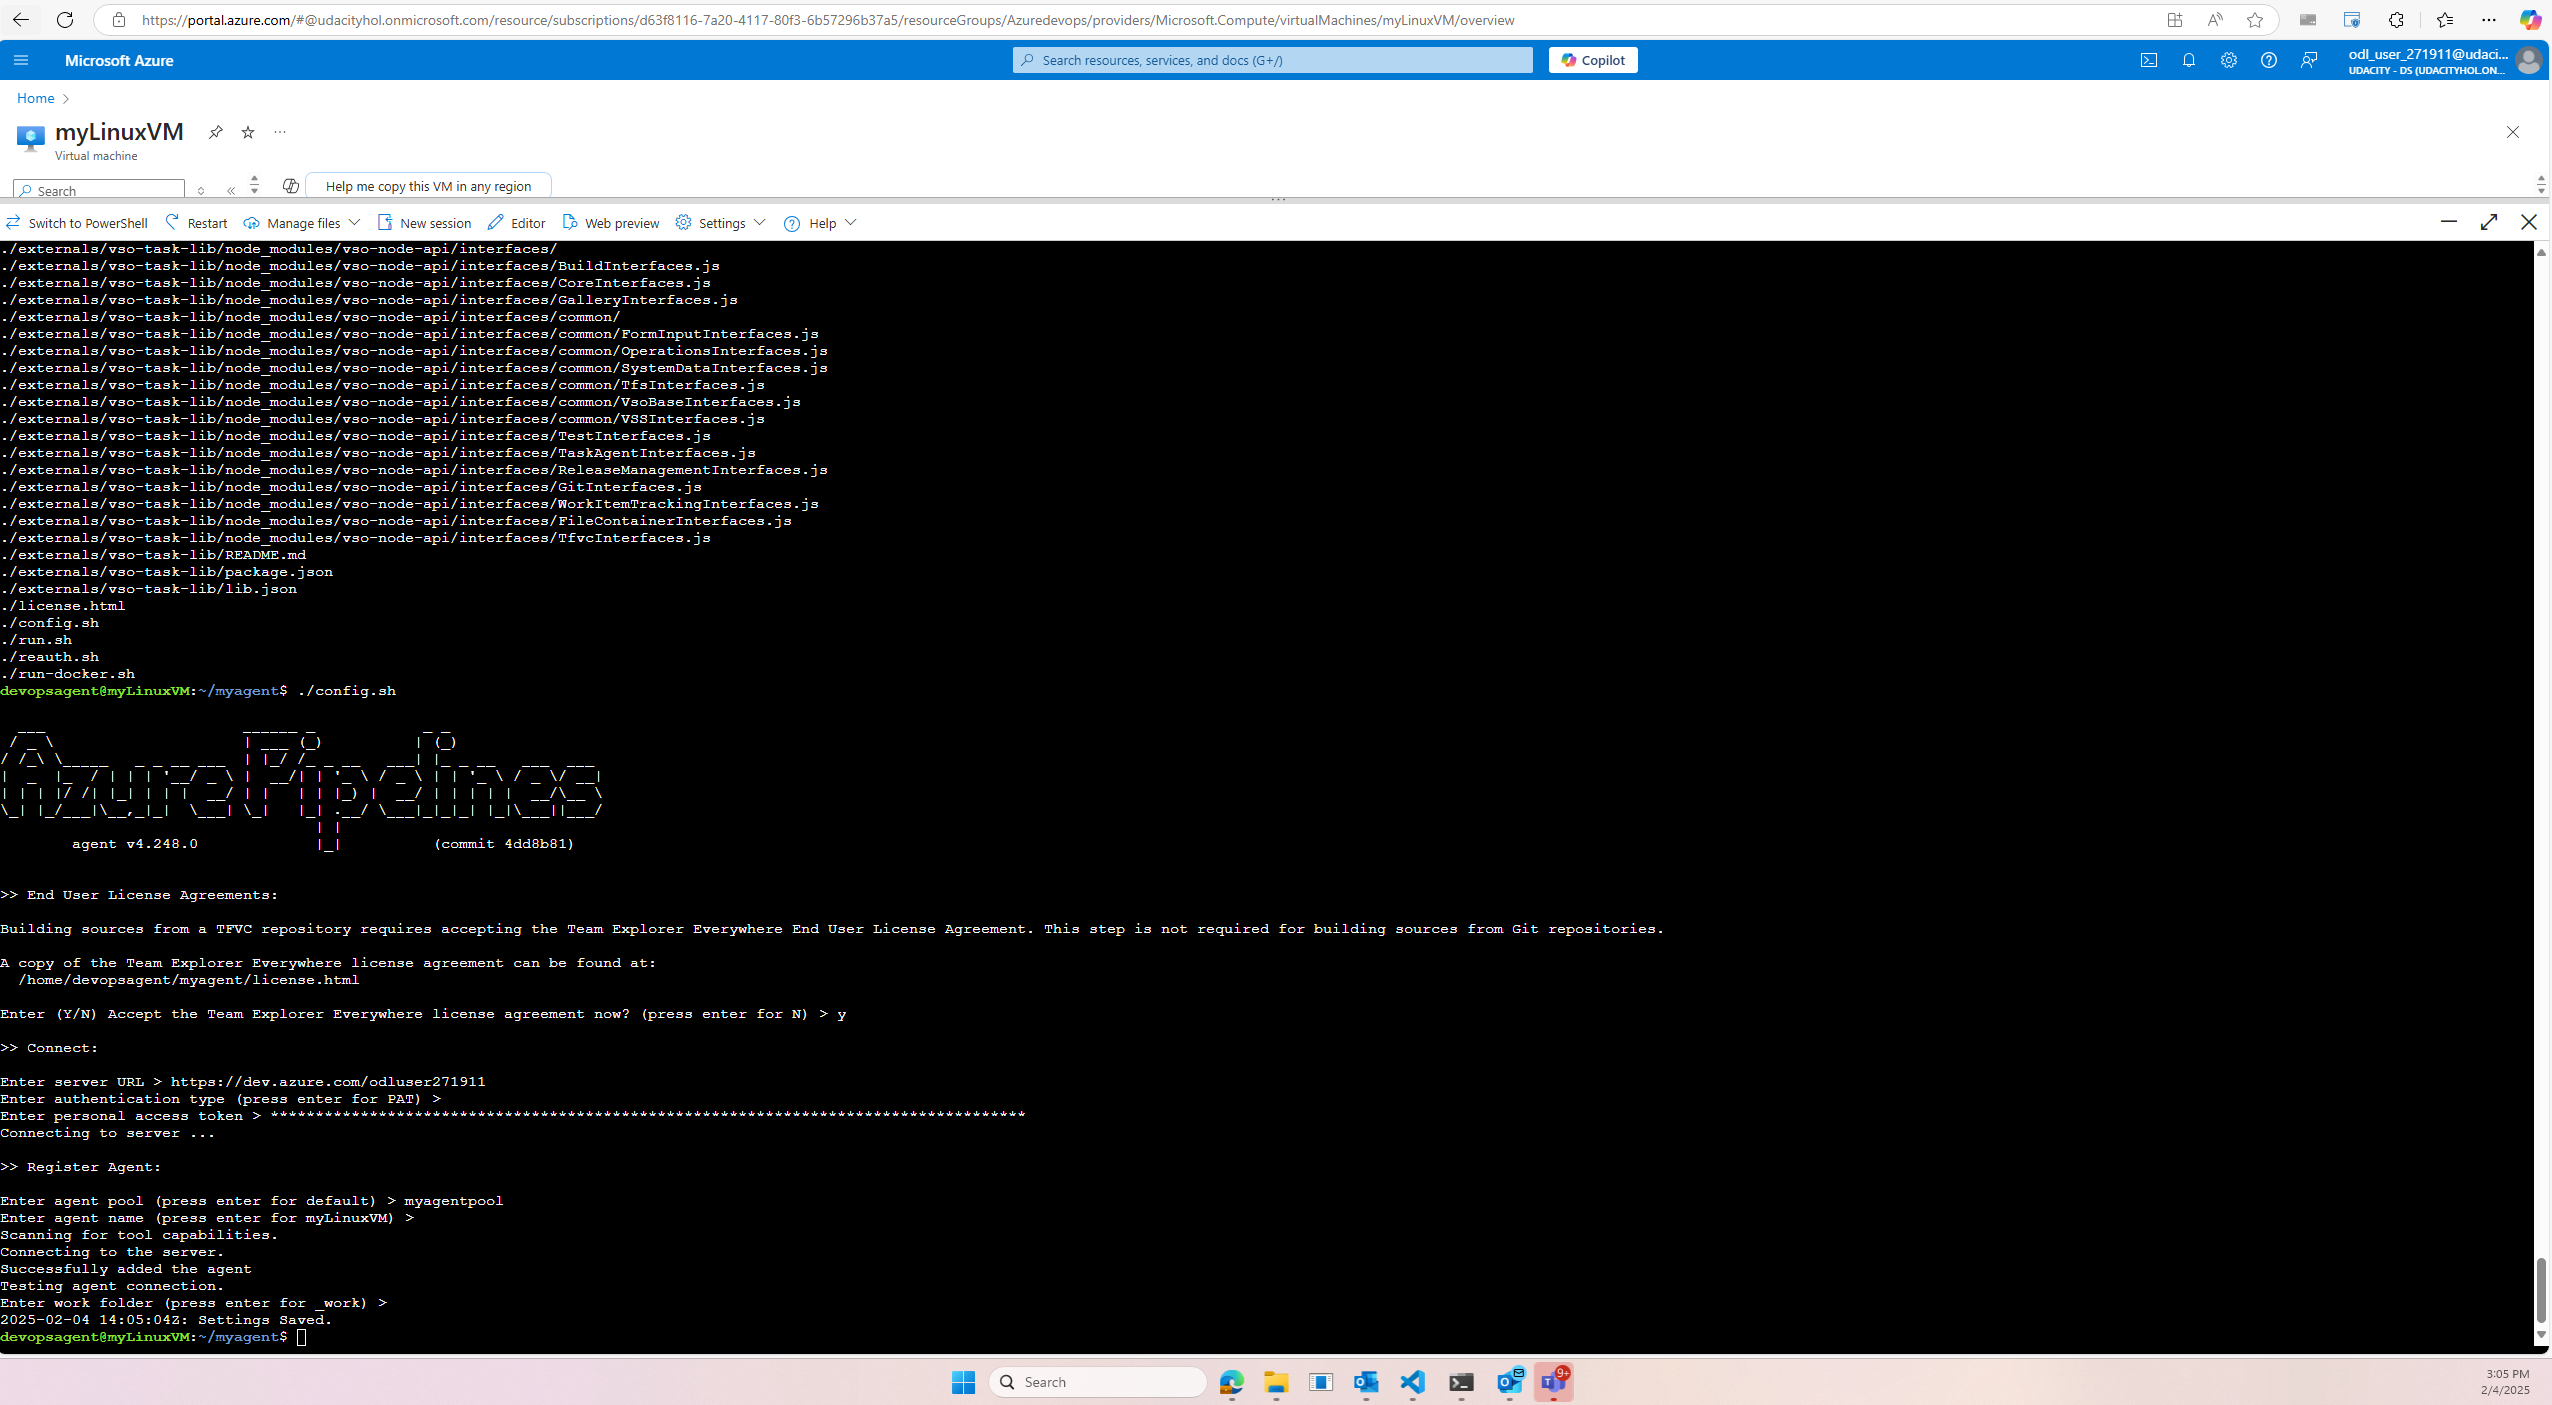 https://portal.azure.com/#@udacityhol.onmicrosoft.com/resource/subscriptions/d63f8116-7a20-4117-80f3-6b57296b37a5/resourceGroups/Azuredevops/providers/Microsoft.Compute/virtualMachines/myLinuxVM/overview
Microsoft Azure
Search resources, services, and docs (G+/)
Copilot
odl_user_271911@udaci...
UDACITY - DS (UDACITYHOL.ON...
Home
myLinuxVM
Virtual machine
Search
Help me copy this VM in any region
Switch to PowerShell Restart Manage files New session Editor Web preview Settings Help
./externals/vso-task-lib/node_modules/vso-node-api/interfaces/
./externals/vso-task-lib/node_modules/vso-node-api/interfaces/BuildInterfaces.js
./externals/vso-task-lib/node_modules/vso-node-api/interfaces/CoreInterfaces.js
./externals/vso-task-lib/node_modules/vso-node-api/interfaces/GalleryInterfaces.js
./externals/vso-task-lib/node_modules/vso-node-api/interfaces/common/
./externals/vso-task-lib/node_modules/vso-node-api/interfaces/common/FormInputInterfaces.js
./externals/vso-task-lib/node_modules/vso-node-api/interfaces/common/OperationsInterfaces.js
./externals/vso-task-lib/node_modules/vso-node-api/interfaces/common/SystemDataInterfaces.js
./externals/vso-task-lib/node_modules/vso-node-api/interfaces/common/TfsInterfaces.js
./externals/vso-task-lib/node_modules/vso-node-api/interfaces/common/VsoBaseInterfaces.js
./externals/vso-task-lib/node_modules/vso-node-api/interfaces/common/VSSInterfaces.js
./externals/vso-task-lib/node_modules/vso-node-api/interfaces/TestInterfaces.js
./externals/vso-task-lib/node_modules/vso-node-api/interfaces/TaskAgentInterfaces.js
./externals/vso-task-lib/node_modules/vso-node-api/interfaces/ReleaseManagementInterfaces.js
./externals/vso-task-lib/node_modules/vso-node-api/interfaces/GitInterfaces.js
./externals/vso-task-lib/node_modules/vso-node-api/interfaces/WorkItemTrackingInterfaces.js
./externals/vso-task-lib/node_modules/vso-node-api/interfaces/FileContainerInterfaces.js
./externals/vso-task-lib/node_modules/vso-node-api/interfaces/TfvcInterfaces.js
./externals/vso-task-lib/README.md
./externals/vso-task-lib/package.json
./externals/vso-task-lib/lib.json
./license.html
./config.sh
./run.sh
./reauth.sh
./run-docker.sh
devopsagent@myLinuxVM:~/myagent$ ./config.sh
AzurePipelines
agent v4.248.0 (commit 4dd8b81)
>> End User License Agreements:
Building sources from a TFVC repository requires accepting the Team Explorer Everywhere End User License Agreement. This step is not required for building sources from Git repositories.
A copy of the Team Explorer Everywhere license agreement can be found at:
/home/devopsagent/myagent/license.html
Enter (Y/N) Accept the Team Explorer Everywhere license agreement now? (press enter for N) > y
>> Connect:
Enter server URL > https://dev.azure.com/odluser271911
Enter authentication type (press enter for PAT) >
Enter personal access token > ************************************************************************************
Connecting to server ...
>> Register Agent:
Enter agent pool (press enter for default) > myagentpool
Enter agent name (press enter for myLinuxVM) >
Scanning for tool capabilities.
Connecting to the server.
Successfully added the agent
Testing agent connection.
Enter work folder (press enter for _work) >
2025-02-04 14:05:04Z: Settings Saved.
devopsagent@myLinuxVM:~/myagent$
Search
9+
3:05 PM
2/4/2025